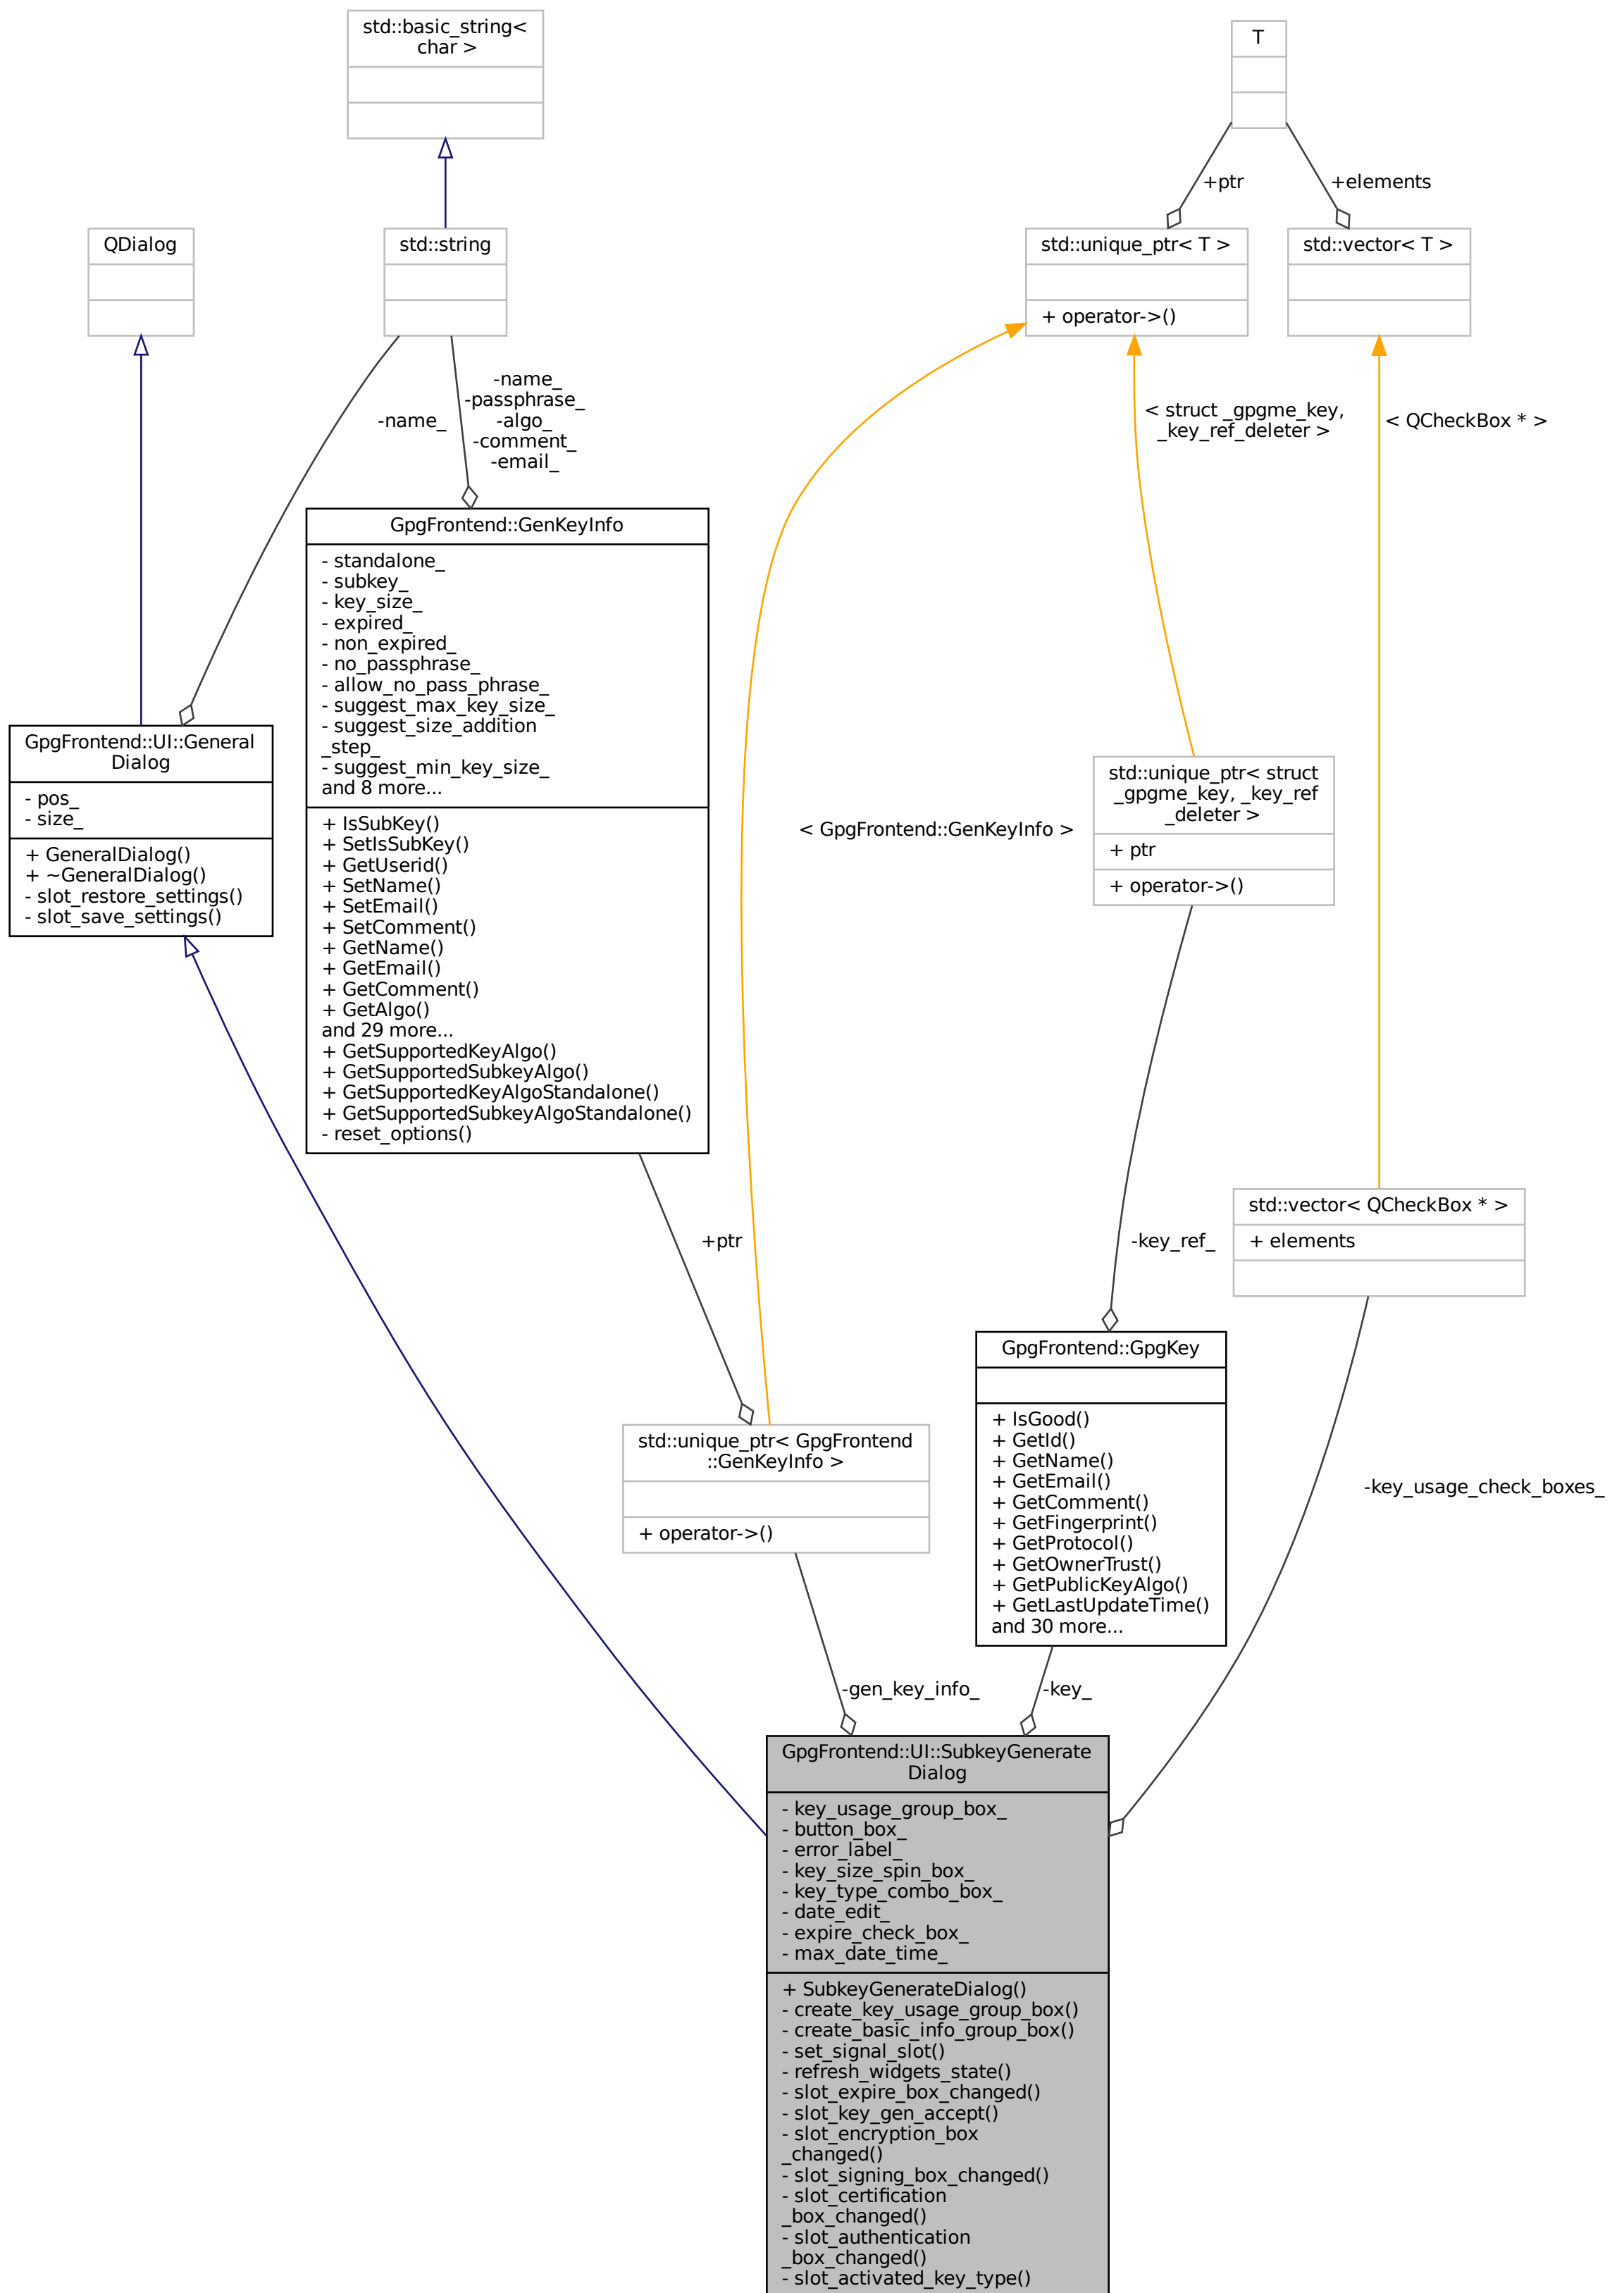 std::basic_string<
char >
T
+ptr
+elements
QDialog
std::string
std::unique_ptr< T >
+ operator->()
std::vector< T >
-name_
-name_
-passphrase_
-algo_
-comment_
-email_
< struct _gpgme_key,
_key_ref_deleter >
< QCheckBox * >
GpgFrontend::GenKeyInfo
- standalone_
- subkey_
- key_size_
- expired_
- non_expired_
- no_passphrase_
- allow_no_pass_phrase_
- suggest_max_key_size_
- suggest_size_addition
_step_
- suggest_min_key_size_
and 8 more...
+ IsSubKey()
+ SetIsSubKey()
+ GetUserid()
+ SetName()
+ SetEmail()
+ SetComment()
+ GetName()
+ GetEmail()
+ GetComment()
+ GetAlgo()
and 29 more...
+ GetSupportedKeyAlgo()
+ GetSupportedSubkeyAlgo()
+ GetSupportedKeyAlgoStandalone()
+ GetSupportedSubkeyAlgoStandalone()
- reset_options()
GpgFrontend::UI::General
Dialog
- pos_
- size_
+ GeneralDialog()
+ ~GeneralDialog()
- slot_restore_settings()
- slot_save_settings()
< GpgFrontend::GenKeyInfo >
std::unique_ptr< struct
_gpgme_key, _key_ref
_deleter >
+ ptr
+ operator->()
+ptr
-key_ref_
std::vector< QCheckBox * >
+ elements
std::unique_ptr< GpgFrontend
::GenKeyInfo >
+ operator->()
GpgFrontend::GpgKey
+ IsGood()
+ GetId()
+ GetName()
+ GetEmail()
+ GetComment()
+ GetFingerprint()
+ GetProtocol()
+ GetOwnerTrust()
+ GetPublicKeyAlgo()
+ GetLastUpdateTime()
and 30 more...
-key_usage_check_boxes_
-gen_key_info_
-key_
GpgFrontend::UI::SubkeyGenerate
Dialog
- key_usage_group_box_
- button_box_
- error_label_
- key_size_spin_box_
- key_type_combo_box_
- date_edit_
- expire_check_box_
- max_date_time_
+ SubkeyGenerateDialog()
- create_key_usage_group_box()
- create_basic_info_group_box()
- set_signal_slot()
- refresh_widgets_state()
- slot_expire_box_changed()
- slot_key_gen_accept()
- slot_encryption_box
_changed()
- slot_signing_box_changed()
- slot_certification
_box_changed()
- slot_authentication
_box_changed()
- slot_activated_key_type()